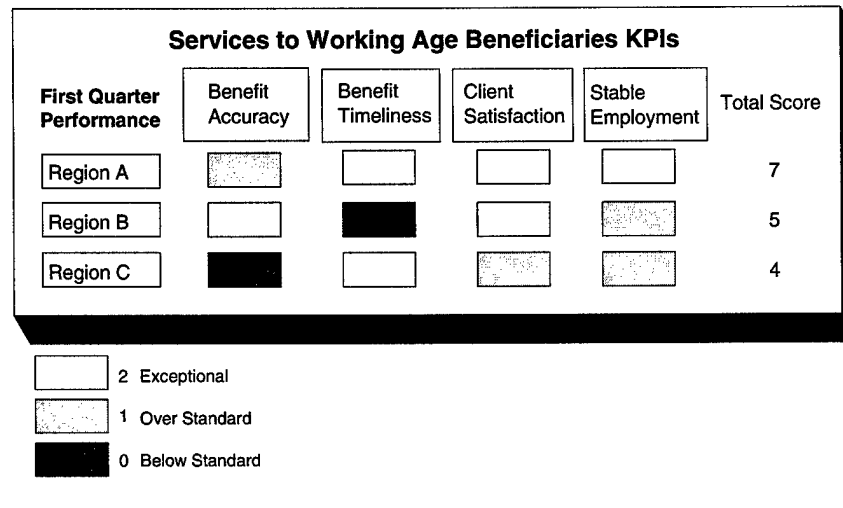 Services to Working Age Beneficiaries KPIs
First Quarter
Performance
Benefit
Accuracy
Benefit
Timeliness
Client
Satisfaction
Stable
Employment
Total Score
Region A
7
Region B
5
Region C
4
2 Exceptional
1 Over Standard
0 Below Standard